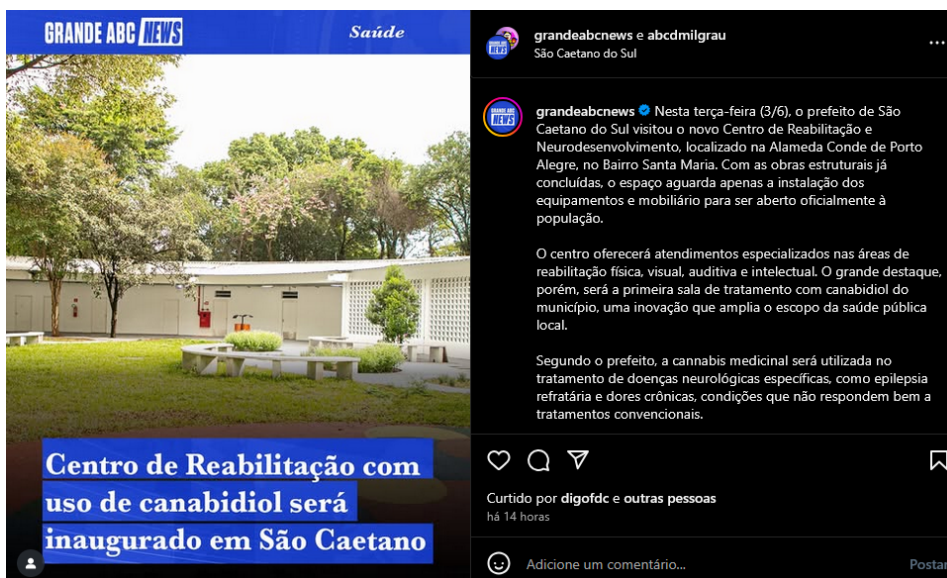 GRANDE ABC NEWS
Saúde
Centro de Reabilitação com
uso de canabidiol será
inaugurado em São Caetano
grandeabcnews e abcdmilgrau
São Caetano do Sul
grandeabcnews Nesta terça-feira (3/6), o prefeito de São
Caetano do Sul visitou o novo Centro de Reabilitação e
Neurodesenvolvimento, localizado na Alameda Conde de Porto
Alegre, no Bairro Santa Maria. Com as obras estruturais já
concluídas, o espaço aguarda apenas a instalação dos
equipamentos e mobiliário para ser aberto oficialmente à
população.
O centro oferecerá atendimentos especializados nas áreas de
reabilitação física, visual, auditiva e intelectual. O grande destaque,
porém, será a primeira sala de tratamento com canabidiol do
município, uma inovação que amplia o escopo da saúde pública
local.
Segundo o prefeito, a cannabis medicinal será utilizada no
tratamento de doenças neurológicas específicas, como epilepsia
refratária e dores crônicas, condições que não respondem bem a
tratamentos convencionais.
Curtido por digofdc e outras pessoas
há 14 horas
Adicione um comentário...
Postar